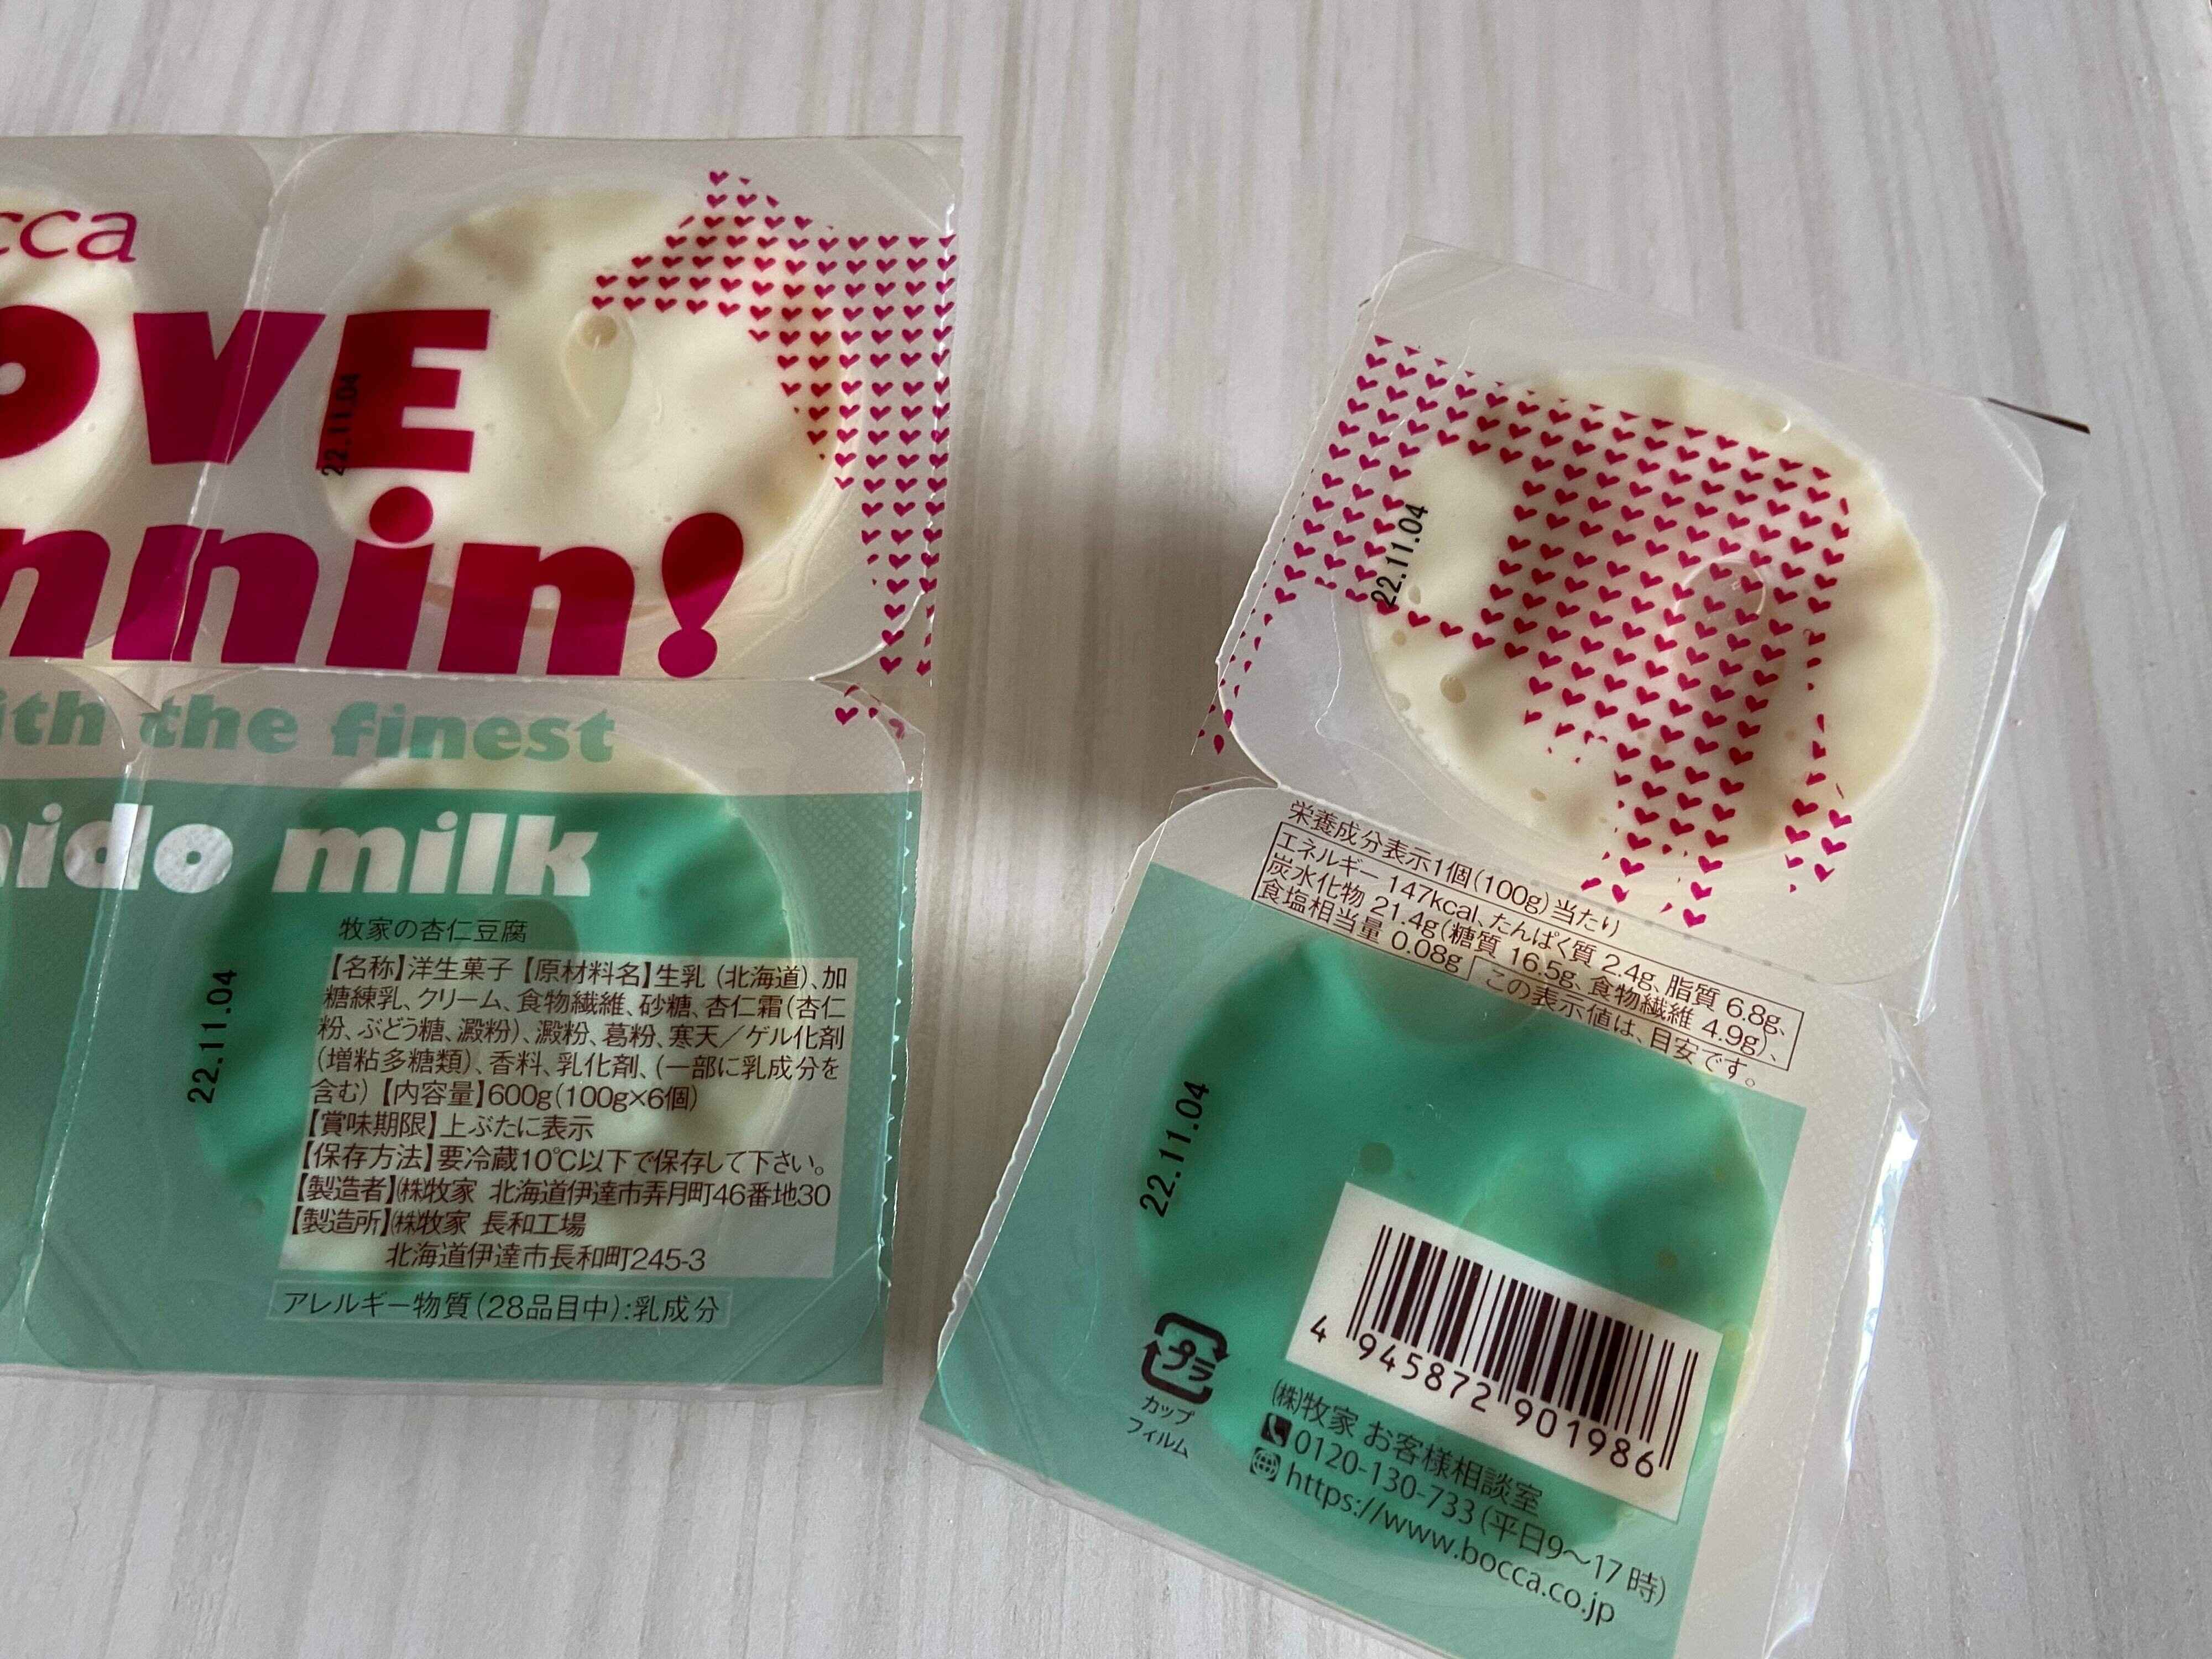 cca
OVE
22.11.04
nnin!
ith the finest
ido milk
牧家の杏仁豆腐
22.11.04
【名称】洋生菓子【原材料名】生乳（北海道）、加
糖練乳、クリーム、食物繊維、砂糖、杏仁霜（杏仁
粉、ぶどう糖、澱粉）、澱粉、葛粉、寒天／ゲル化剤
（増粘多糖類）、香料、乳化剤、（一部に乳成分を
含む）【内容量】600g（100g×6個）
【賞味期限】上ぶたに表示
【保存方法】要冷蔵10℃以下で保存して下さい。
【製造者】㈱牧家 北海道伊達市弄月町46番地30
【製造所】㈱牧家 長和工場
北海道伊達市長和町245-3
アレルギー物質（28品目中）：乳成分
22.11.04
栄養成分表示1個（100g）当たり
エネルギー 147kcal、たんぱく質 2.4g、脂質 6.8g、
炭水化物 21.4g（糖質 16.5g、食物繊維 4.9g）、
食塩相当量 0.08g
この表示値は、目安です。
22.11.04
4 945872 901986
プラ
カップ
フィルム
㈱牧家 お客様相談室
0120-130-733（平日9～17時）
https://www.bocca.co.jp